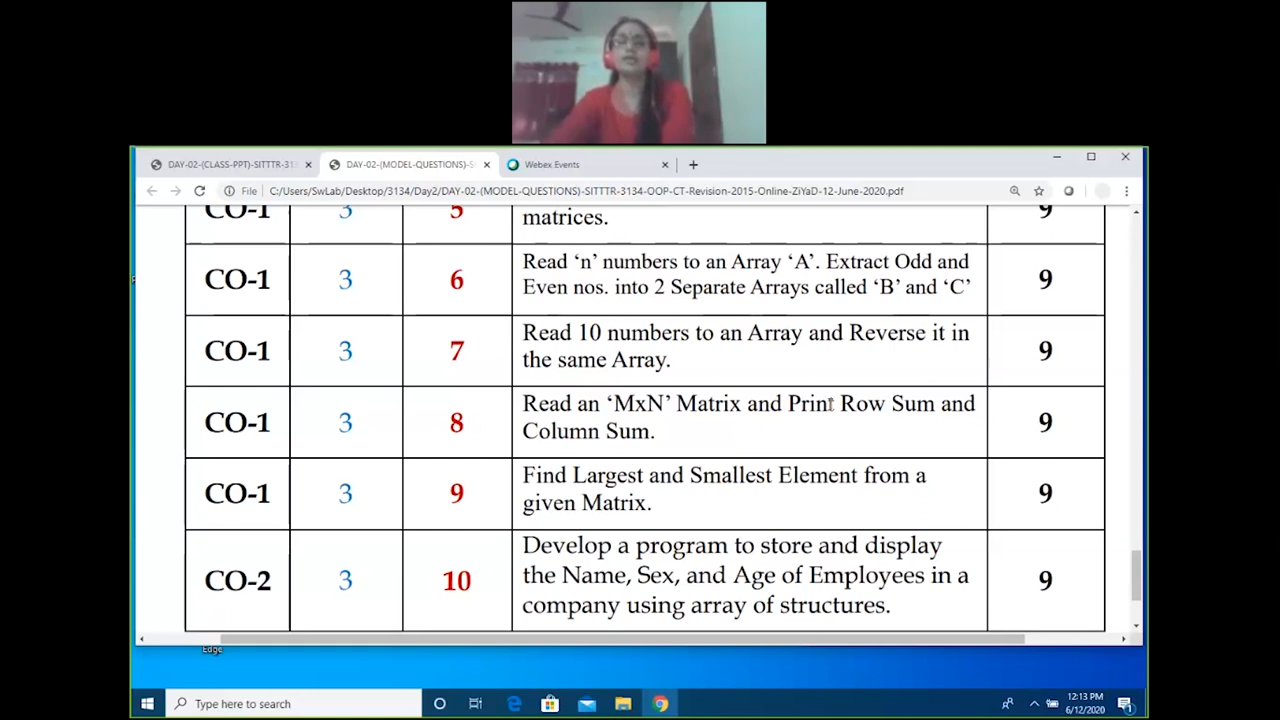 DAY-02-(CLASS-PPT)-SITTTR-313
DAY-02-(MODEL-QUESTIONS)-S
Webex Events
File
C:/Users/SwLab/Desktop/3134/Day2/DAY-02-(MODEL-QUESTIONS)-SITTTR-3134-OOP-CT-Revision-2015-Online-ZiYaD-12-June-2020.pdf
CO-1 3 5 matrices. 9
CO-1 3 6 Read ‘n’ numbers to an Array ‘A’. Extract Odd and
Even nos. into 2 Separate Arrays called ‘B’ and ‘C’ 9
CO-1 3 7 Read 10 numbers to an Array and Reverse it in
the same Array. 9
CO-1 3 8 Read an ‘MxN’ Matrix and Print Row Sum and
Column Sum. 9
CO-1 3 9 Find Largest and Smallest Element from a
given Matrix. 9
CO-2 3 10 Develop a program to store and display
the Name, Sex, and Age of Employees in a
company using array of structures. 9
Edge
Type here to search
12:13 PM
6/12/2020